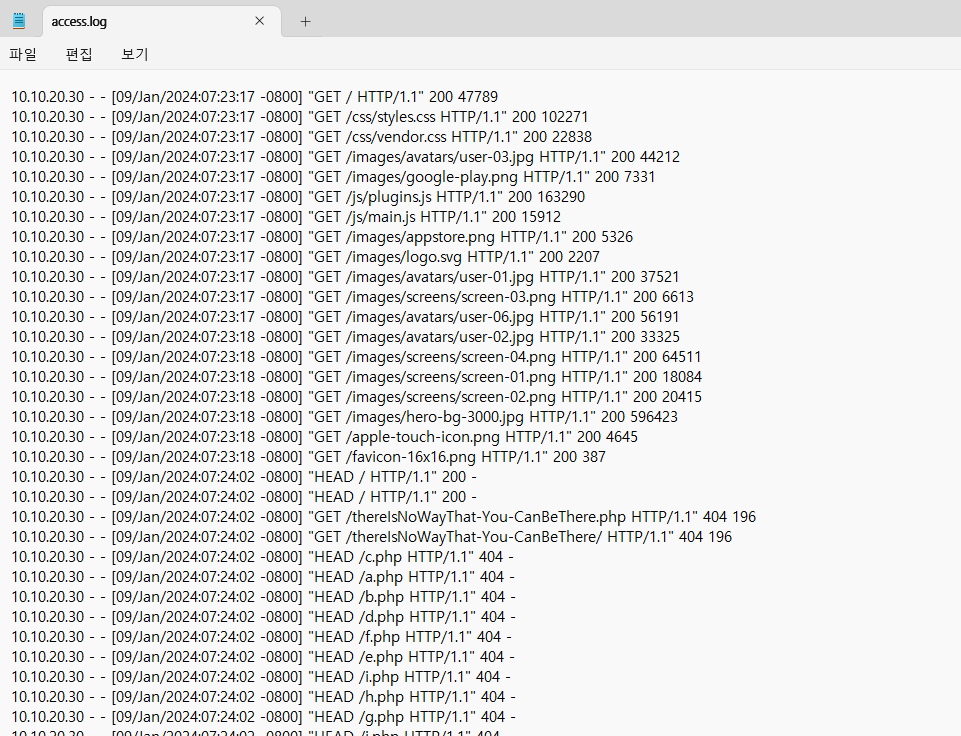 access.log
파일 편집 보기
10.10.20.30 - - [09/Jan/2024:07:23:17 -0800] "GET / HTTP/1.1" 200 47789
10.10.20.30 - - [09/Jan/2024:07:23:17 -0800] "GET /css/styles.css HTTP/1.1" 200 102271
10.10.20.30 - - [09/Jan/2024:07:23:17 -0800] "GET /css/vendor.css HTTP/1.1" 200 22838
10.10.20.30 - - [09/Jan/2024:07:23:17 -0800] "GET /images/avatars/user-03.jpg HTTP/1.1" 200 44212
10.10.20.30 - - [09/Jan/2024:07:23:17 -0800] "GET /images/google-play.png HTTP/1.1" 200 7331
10.10.20.30 - - [09/Jan/2024:07:23:17 -0800] "GET /js/plugins.js HTTP/1.1" 200 163290
10.10.20.30 - - [09/Jan/2024:07:23:17 -0800] "GET /js/main.js HTTP/1.1" 200 15912
10.10.20.30 - - [09/Jan/2024:07:23:17 -0800] "GET /images/appstore.png HTTP/1.1" 200 5326
10.10.20.30 - - [09/Jan/2024:07:23:17 -0800] "GET /images/logo.svg HTTP/1.1" 200 2207
10.10.20.30 - - [09/Jan/2024:07:23:17 -0800] "GET /images/avatars/user-01.jpg HTTP/1.1" 200 37521
10.10.20.30 - - [09/Jan/2024:07:23:17 -0800] "GET /images/screens/screen-03.png HTTP/1.1" 200 6613
10.10.20.30 - - [09/Jan/2024:07:23:17 -0800] "GET /images/avatars/user-06.jpg HTTP/1.1" 200 56191
10.10.20.30 - - [09/Jan/2024:07:23:18 -0800] "GET /images/avatars/user-02.jpg HTTP/1.1" 200 33325
10.10.20.30 - - [09/Jan/2024:07:23:18 -0800] "GET /images/screens/screen-04.png HTTP/1.1" 200 64511
10.10.20.30 - - [09/Jan/2024:07:23:18 -0800] "GET /images/screens/screen-01.png HTTP/1.1" 200 18084
10.10.20.30 - - [09/Jan/2024:07:23:18 -0800] "GET /images/screens/screen-02.png HTTP/1.1" 200 20415
10.10.20.30 - - [09/Jan/2024:07:23:18 -0800] "GET /images/hero-bg-3000.jpg HTTP/1.1" 200 596423
10.10.20.30 - - [09/Jan/2024:07:23:18 -0800] "GET /apple-touch-icon.png HTTP/1.1" 200 4645
10.10.20.30 - - [09/Jan/2024:07:23:18 -0800] "GET /favicon-16x16.png HTTP/1.1" 200 387
10.10.20.30 - - [09/Jan/2024:07:24:02 -0800] "HEAD / HTTP/1.1" 200 -
10.10.20.30 - - [09/Jan/2024:07:24:02 -0800] "HEAD / HTTP/1.1" 200 -
10.10.20.30 - - [09/Jan/2024:07:24:02 -0800] "GET /thereIsNoWayThat-You-CanBeThere.php HTTP/1.1" 404 196
10.10.20.30 - - [09/Jan/2024:07:24:02 -0800] "GET /thereIsNoWayThat-You-CanBeThere/ HTTP/1.1" 404 196
10.10.20.30 - - [09/Jan/2024:07:24:02 -0800] "HEAD /c.php HTTP/1.1" 404 -
10.10.20.30 - - [09/Jan/2024:07:24:02 -0800] "HEAD /a.php HTTP/1.1" 404 -
10.10.20.30 - - [09/Jan/2024:07:24:02 -0800] "HEAD /b.php HTTP/1.1" 404 -
10.10.20.30 - - [09/Jan/2024:07:24:02 -0800] "HEAD /d.php HTTP/1.1" 404 -
10.10.20.30 - - [09/Jan/2024:07:24:02 -0800] "HEAD /f.php HTTP/1.1" 404 -
10.10.20.30 - - [09/Jan/2024:07:24:02 -0800] "HEAD /e.php HTTP/1.1" 404 -
10.10.20.30 - - [09/Jan/2024:07:24:02 -0800] "HEAD /i.php HTTP/1.1" 404 -
10.10.20.30 - - [09/Jan/2024:07:24:02 -0800] "HEAD /h.php HTTP/1.1" 404 -
10.10.20.30 - - [09/Jan/2024:07:24:02 -0800] "HEAD /g.php HTTP/1.1" 404 -